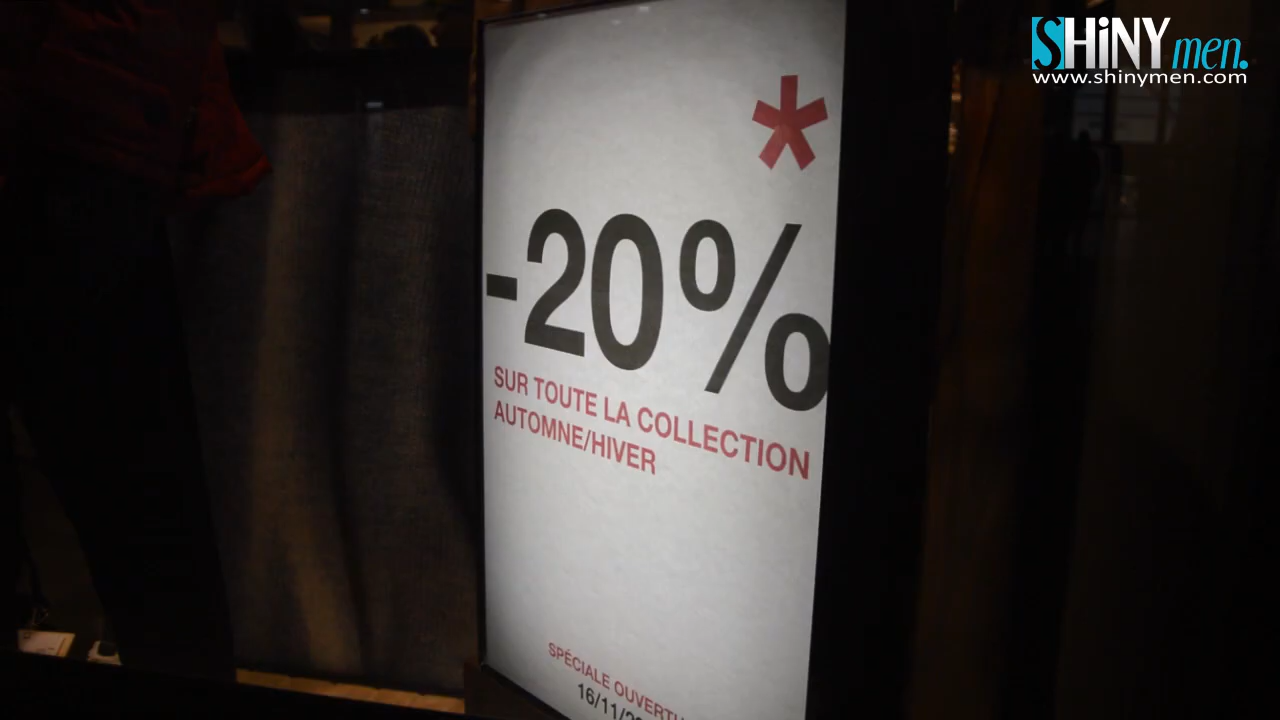 SHiNY men.
www.shinymen.com
*
-20%
SUR TOUTE LA COLLECTION
AUTOMNE/HIVER
SPÉCIALE
16/11/